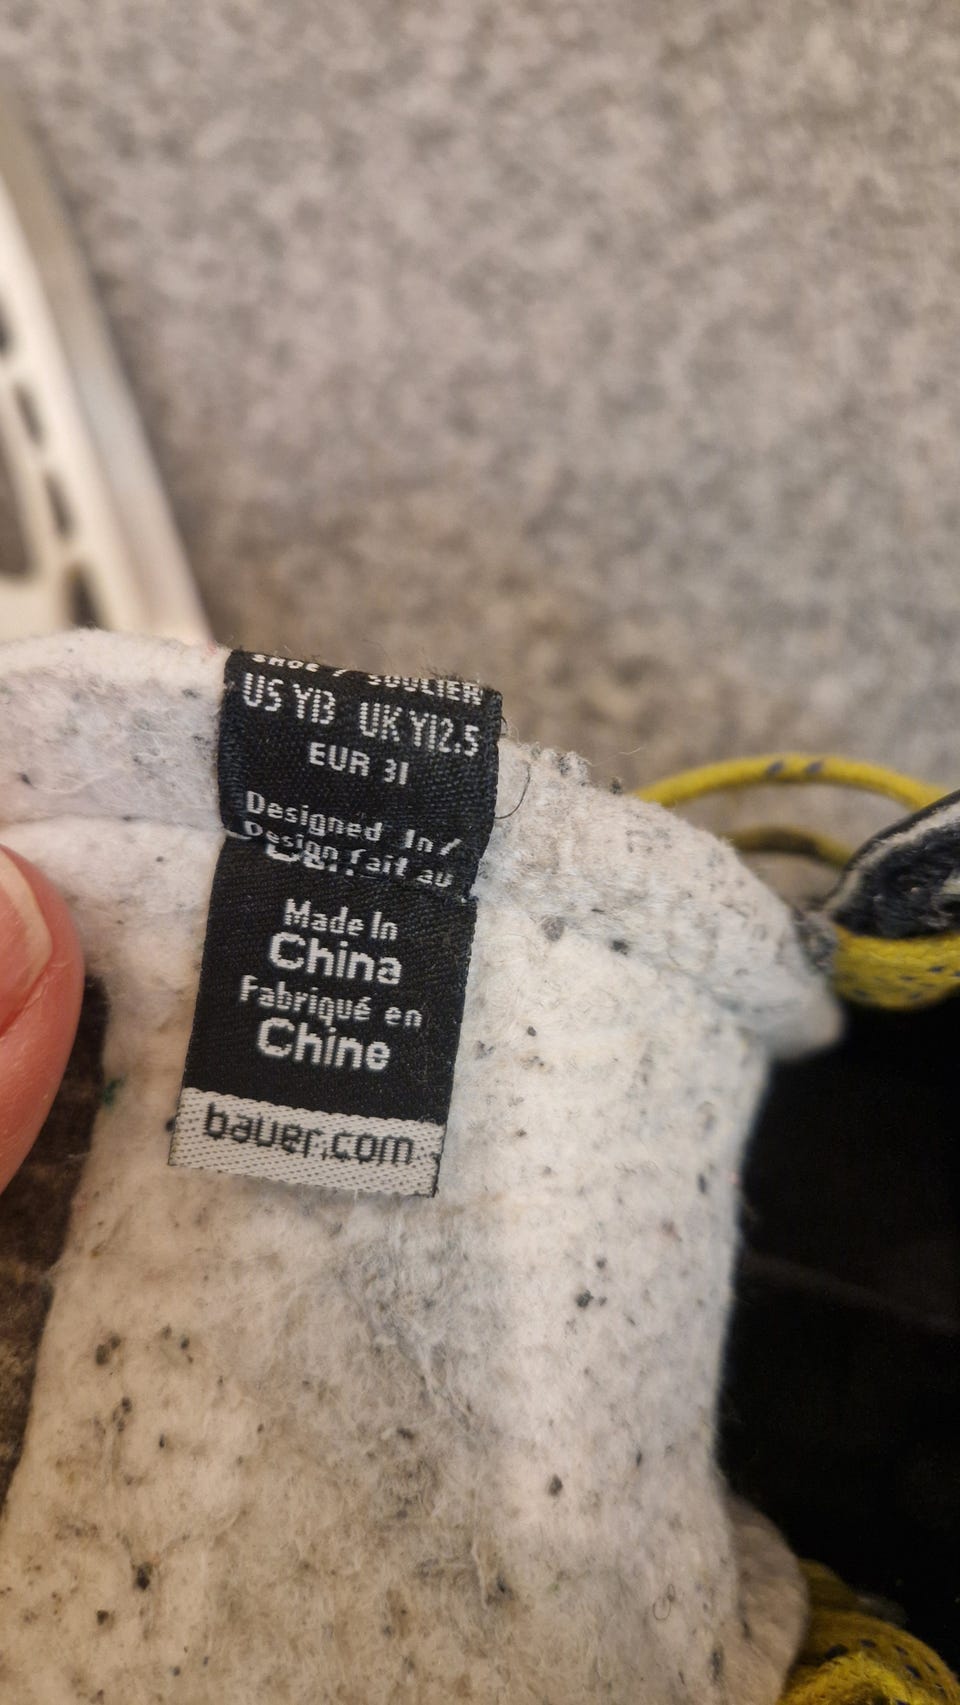 SHOE / SOULIER
US Y13 UK Y12.5
EUR 31
Designed In /
Design fait au
Made In
China
Fabriqué en
Chine
bauer.com